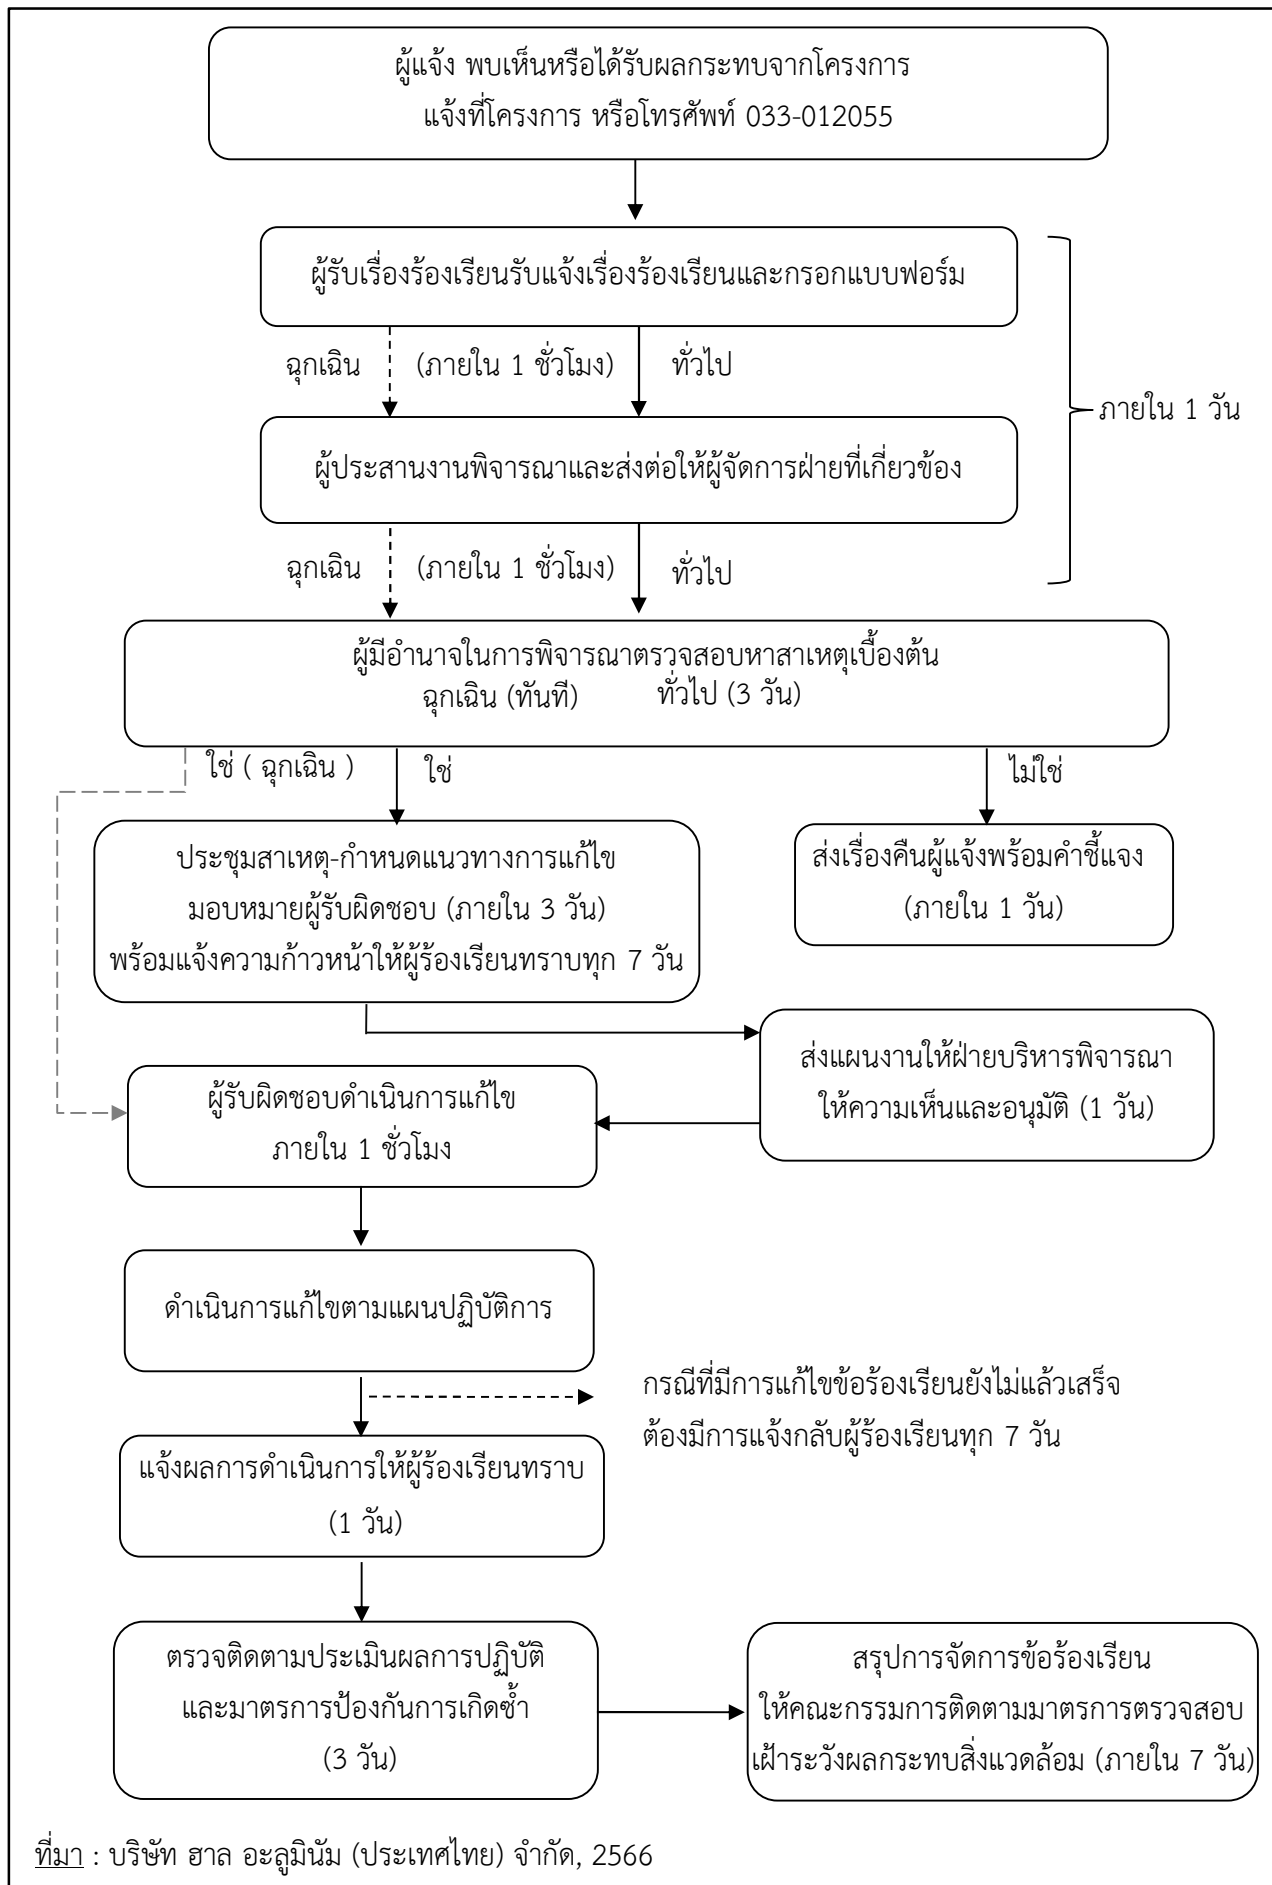 ผู้แจ้ง พบเห็นหรือได้รับผลกระทบจากโครงการ
แจ้งที่โครงการ หรือโทรศัพท์ 033-012055
ผู้รับเรื่องร้องเรียนรับแจ้งเรื่องร้องเรียนและกรอกแบบฟอร์ม
ฉุกเฉิน (ภายใน 1 ชั่วโมง) ทั่วไป
ภายใน 1 วัน
ผู้ประสานงานพิจารณาและส่งต่อให้ผู้จัดการฝ่ายที่เกี่ยวข้อง
ฉุกเฉิน (ภายใน 1 ชั่วโมง) ทั่วไป
ผู้มีอำนาจในการพิจารณาตรวจสอบหาสาเหตุเบื้องต้น
ฉุกเฉิน (ทันที) ทั่วไป (3 วัน)
ใช่ ( ฉุกเฉิน ) ใช่ ไม่ใช่
ประชุมสาเหตุ-กำหนดแนวทางการแก้ไข
มอบหมายผู้รับผิดชอบ (ภายใน 3 วัน)
พร้อมแจ้งความก้าวหน้าให้ผู้ร้องเรียนทราบทุก 7 วัน
ส่งเรื่องคืนผู้แจ้งพร้อมคำชี้แจง
(ภายใน 1 วัน)
ส่งแผนงานให้ฝ่ายบริหารพิจารณา
ให้ความเห็นและอนุมัติ (1 วัน)
ผู้รับผิดชอบดำเนินการแก้ไข
ภายใน 1 ชั่วโมง
ดำเนินการแก้ไขตามแผนปฏิบัติการ
กรณีที่มีการแก้ไขข้อร้องเรียนยังไม่แล้วเสร็จ
ต้องมีการแจ้งกลับผู้ร้องเรียนทุก 7 วัน
แจ้งผลการดำเนินการให้ผู้ร้องเรียนทราบ
(1 วัน)
ตรวจติดตามประเมินผลการปฏิบัติ
และมาตรการป้องกันการเกิดซ้ำ
(3 วัน)
สรุปการจัดการข้อร้องเรียน
ให้คณะกรรมการติดตามมาตรการตรวจสอบ
เฝ้าระวังผลกระทบสิ่งแวดล้อม (ภายใน 7 วัน)
ที่มา : บริษัท ฮาล อะลูมินัม (ประเทศไทย) จำกัด, 2566